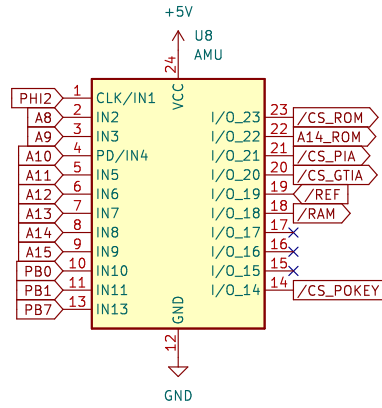 +5V
U8
AMU
24
VCC
PHI2 1 CLK/IN1
A8 2 IN2
A9 3 IN3
A10 4 PD/IN4
A11 5 IN5
A12 6 IN6
A13 7 IN7
A14 8 IN8
A15 9 IN9
PB0 10 IN10
PB1 11 IN11
PB7 13 IN13
I/O_23 23 /CS_ROM
I/O_22 22 A14_ROM
I/O_21 21 /CS_PIA
I/O_20 20 /CS_GTIA
I/O_19 19 /REF
I/O_18 18 /RAM
I/O_17 17
I/O_16 16
I/O_15 15
I/O_14 14 /CS_POKEY
GND
12
GND